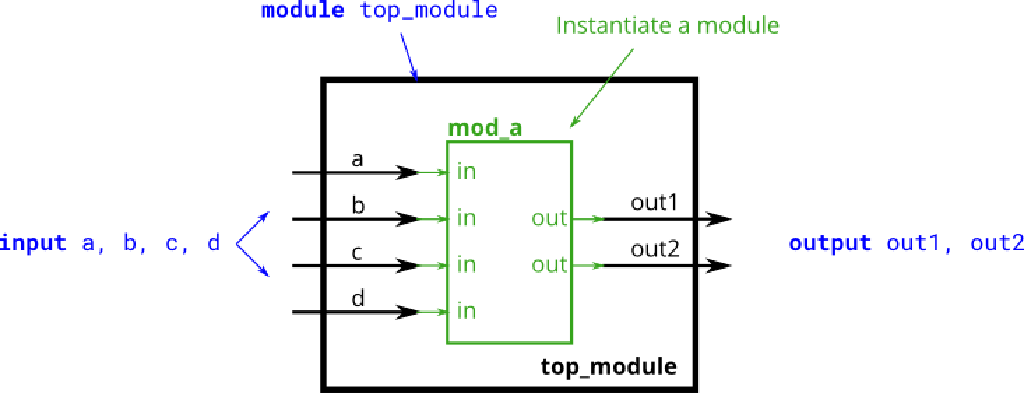 module top_module
Instantiate a module
mod_a
a
in
b
in
out
out1
input a, b, c, d
output out1, out2
c
in
out
out2
d
in
top_module